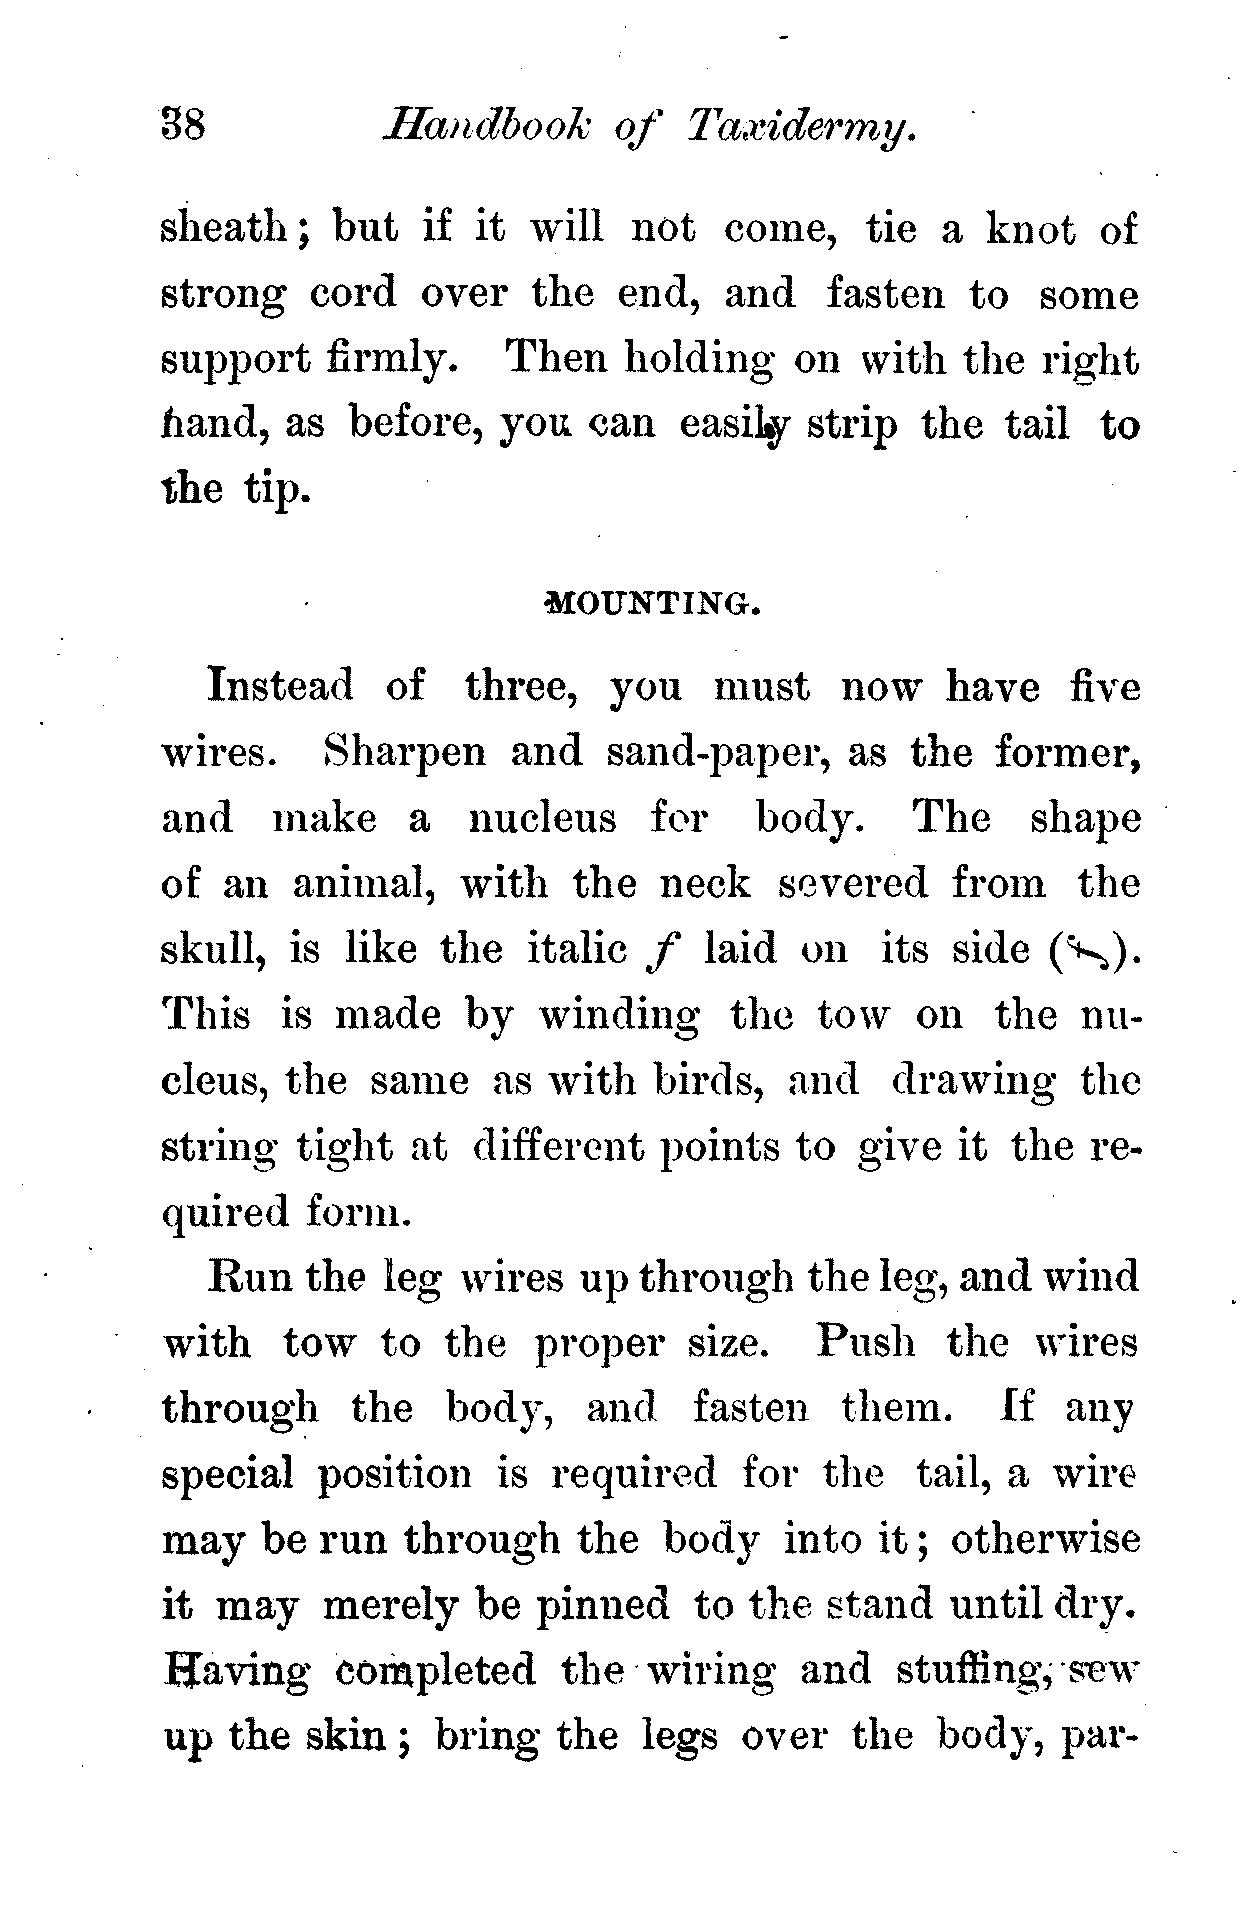 38 Handbook of Taxidermy.
sheath; but if it will not come, tie a knot of
strong cord over the end, and fasten to some
support firmly. Then holding on with the right
hand, as before, you can easily strip the tail to
the tip.
MOUNTING.
Instead of three, you must now have five
wires. Sharpen and sand-paper, as the former,
and make a nucleus for body. The shape
of an animal, with the neck severed from the
skull, is like the italic f laid on its side (f).
This is made by winding the tow on the nu-
cleus, the same as with birds, and drawing the
string tight at different points to give it the re-
quired form.
Run the leg wires up through the leg, and wind
with tow to the proper size. Push the wires
through the body, and fasten them. If any
special position is required for the tail, a wire
may be run through the body into it; otherwise
it may merely be pinned to the stand until dry.
Having completed the wiring and stuffing, sew
up the skin; bring the legs over the body, par-